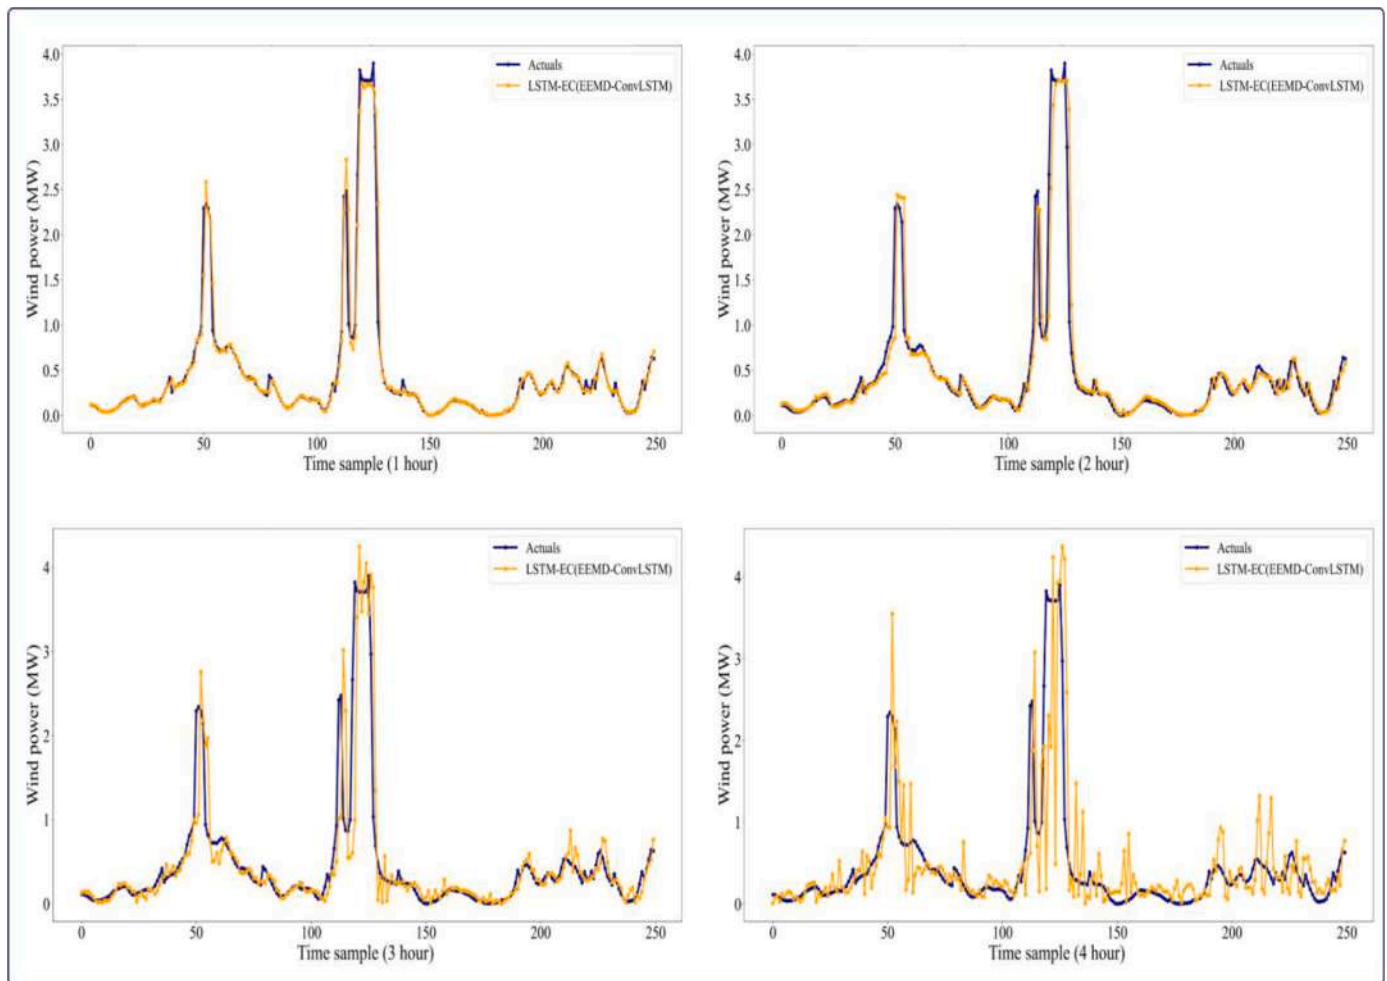 4.0
3.5
3.0
2.5
2.0
1.5
1.0
0.5
0.0
Wind power (MW)
Actuals
LSTM-EC(EEMD-ConvLSTM)
0 50 100 150 200 250
Time sample (1 hour)
4.0
3.5
3.0
2.5
2.0
1.5
1.0
0.5
0.0
Wind power (MW)
Actuals
LSTM-EC(EEMD-ConvLSTM)
0 50 100 150 200 250
Time sample (2 hour)
4
3
2
1
0
Wind power (MW)
Actuals
LSTM-EC(EEMD-ConvLSTM)
0 50 100 150 200 250
Time sample (3 hour)
4
3
2
1
0
Wind power (MW)
Actuals
LSTM-EC(EEMD-ConvLSTM)
0 50 100 150 200 250
Time sample (4 hour)